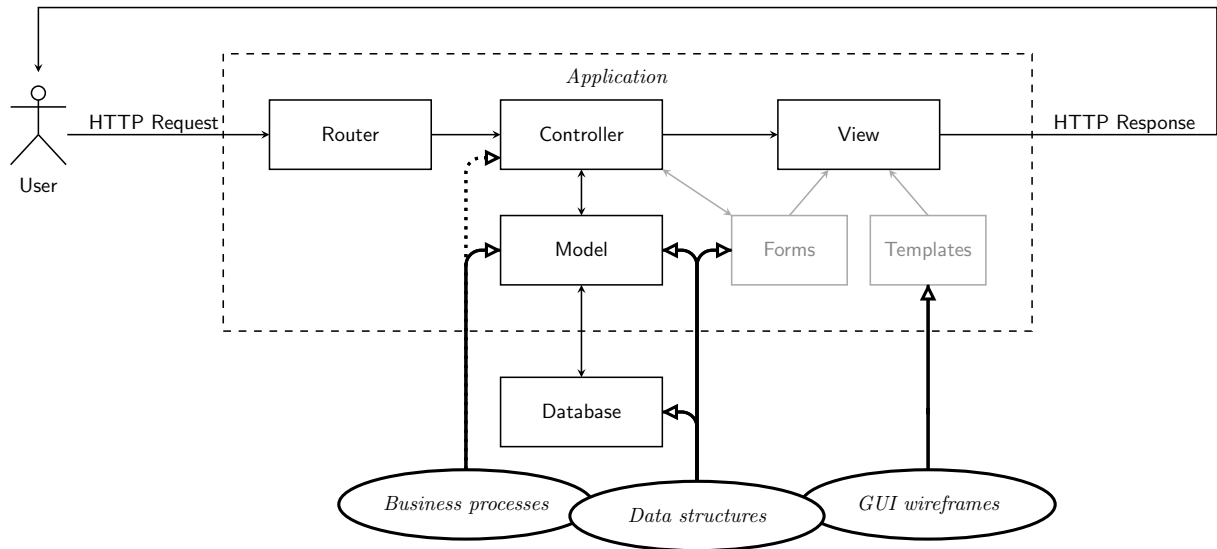 Application
HTTP Request
Router
Controller
View
HTTP Response
User
Model
Forms
Templates
Database
Business processes
Data structures
GUI wireframes